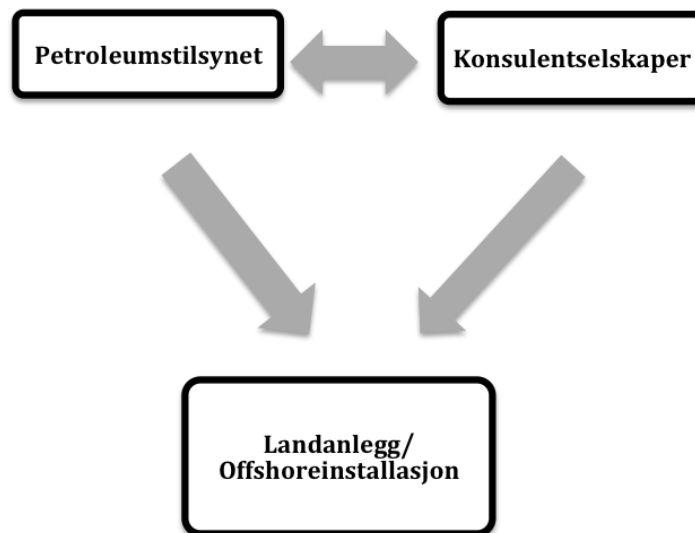 Petroleumstilsynet
Konsulentselskaper
Landanlegg/
Offshoreinstallasjon